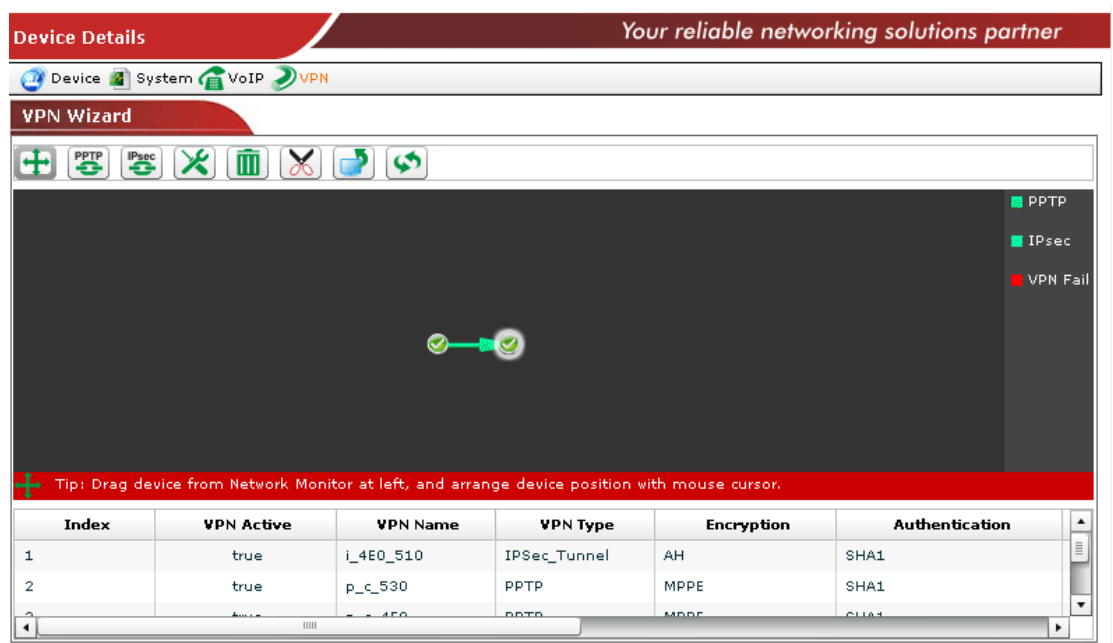 Device Details
Your reliable networking solutions partner
Device System VoIP VPN
VPN Wizard
PPTP IPsec
PPTP
IPsec
VPN Fail
Tip: Drag device from Network Monitor at left, and arrange device position with mouse cursor.
Index VPN Active VPN Name VPN Type Encryption Authentication
1 true i_4E0_510 IPSec_Tunnel AH SHA1
2 true p_c_530 PPTP MPPE SHA1